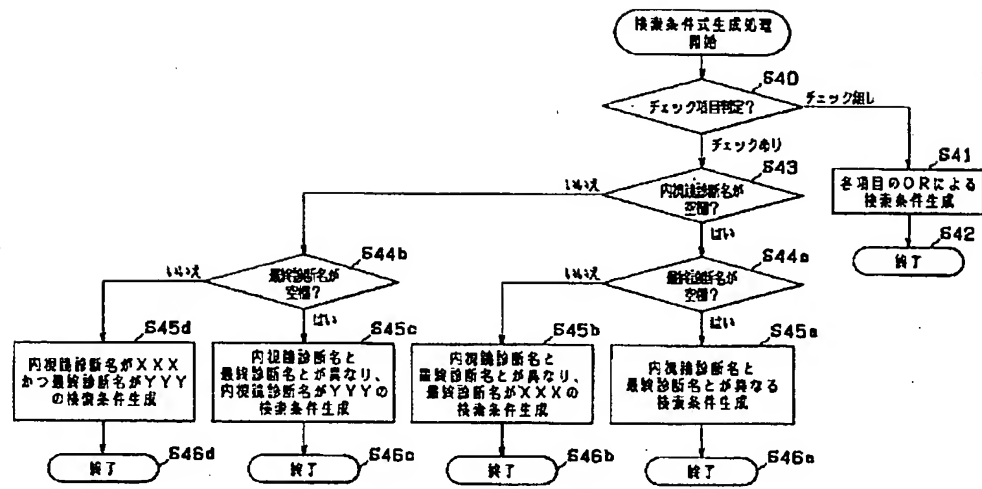 検索条件式生成処理
開始
S40
チェック項目判定?
チェック無し
チェックあり
S41
各項目のORによる
検索条件生成
S42
終了
S43
内視鏡診断名が
空欄?
いいえ
はい
S44b
最終診断名が
空欄?
いいえ
はい
S44a
最終診断名が
空欄?
いいえ
はい
S45d
内視鏡診断名がXXX
かつ最終診断名がYYY
の検索条件生成
S45c
内視鏡診断名と
最終診断名とが異なり、
内視鏡診断名がYYYの
検索条件生成
S45b
内視鏡診断名と
最終診断名とが異なり、
最終診断名がXXXの
検索条件生成
S45a
内視鏡診断名と
最終診断名とが異なる
検索条件生成
S46d
終了
S46c
終了
S46b
終了
S46a
終了